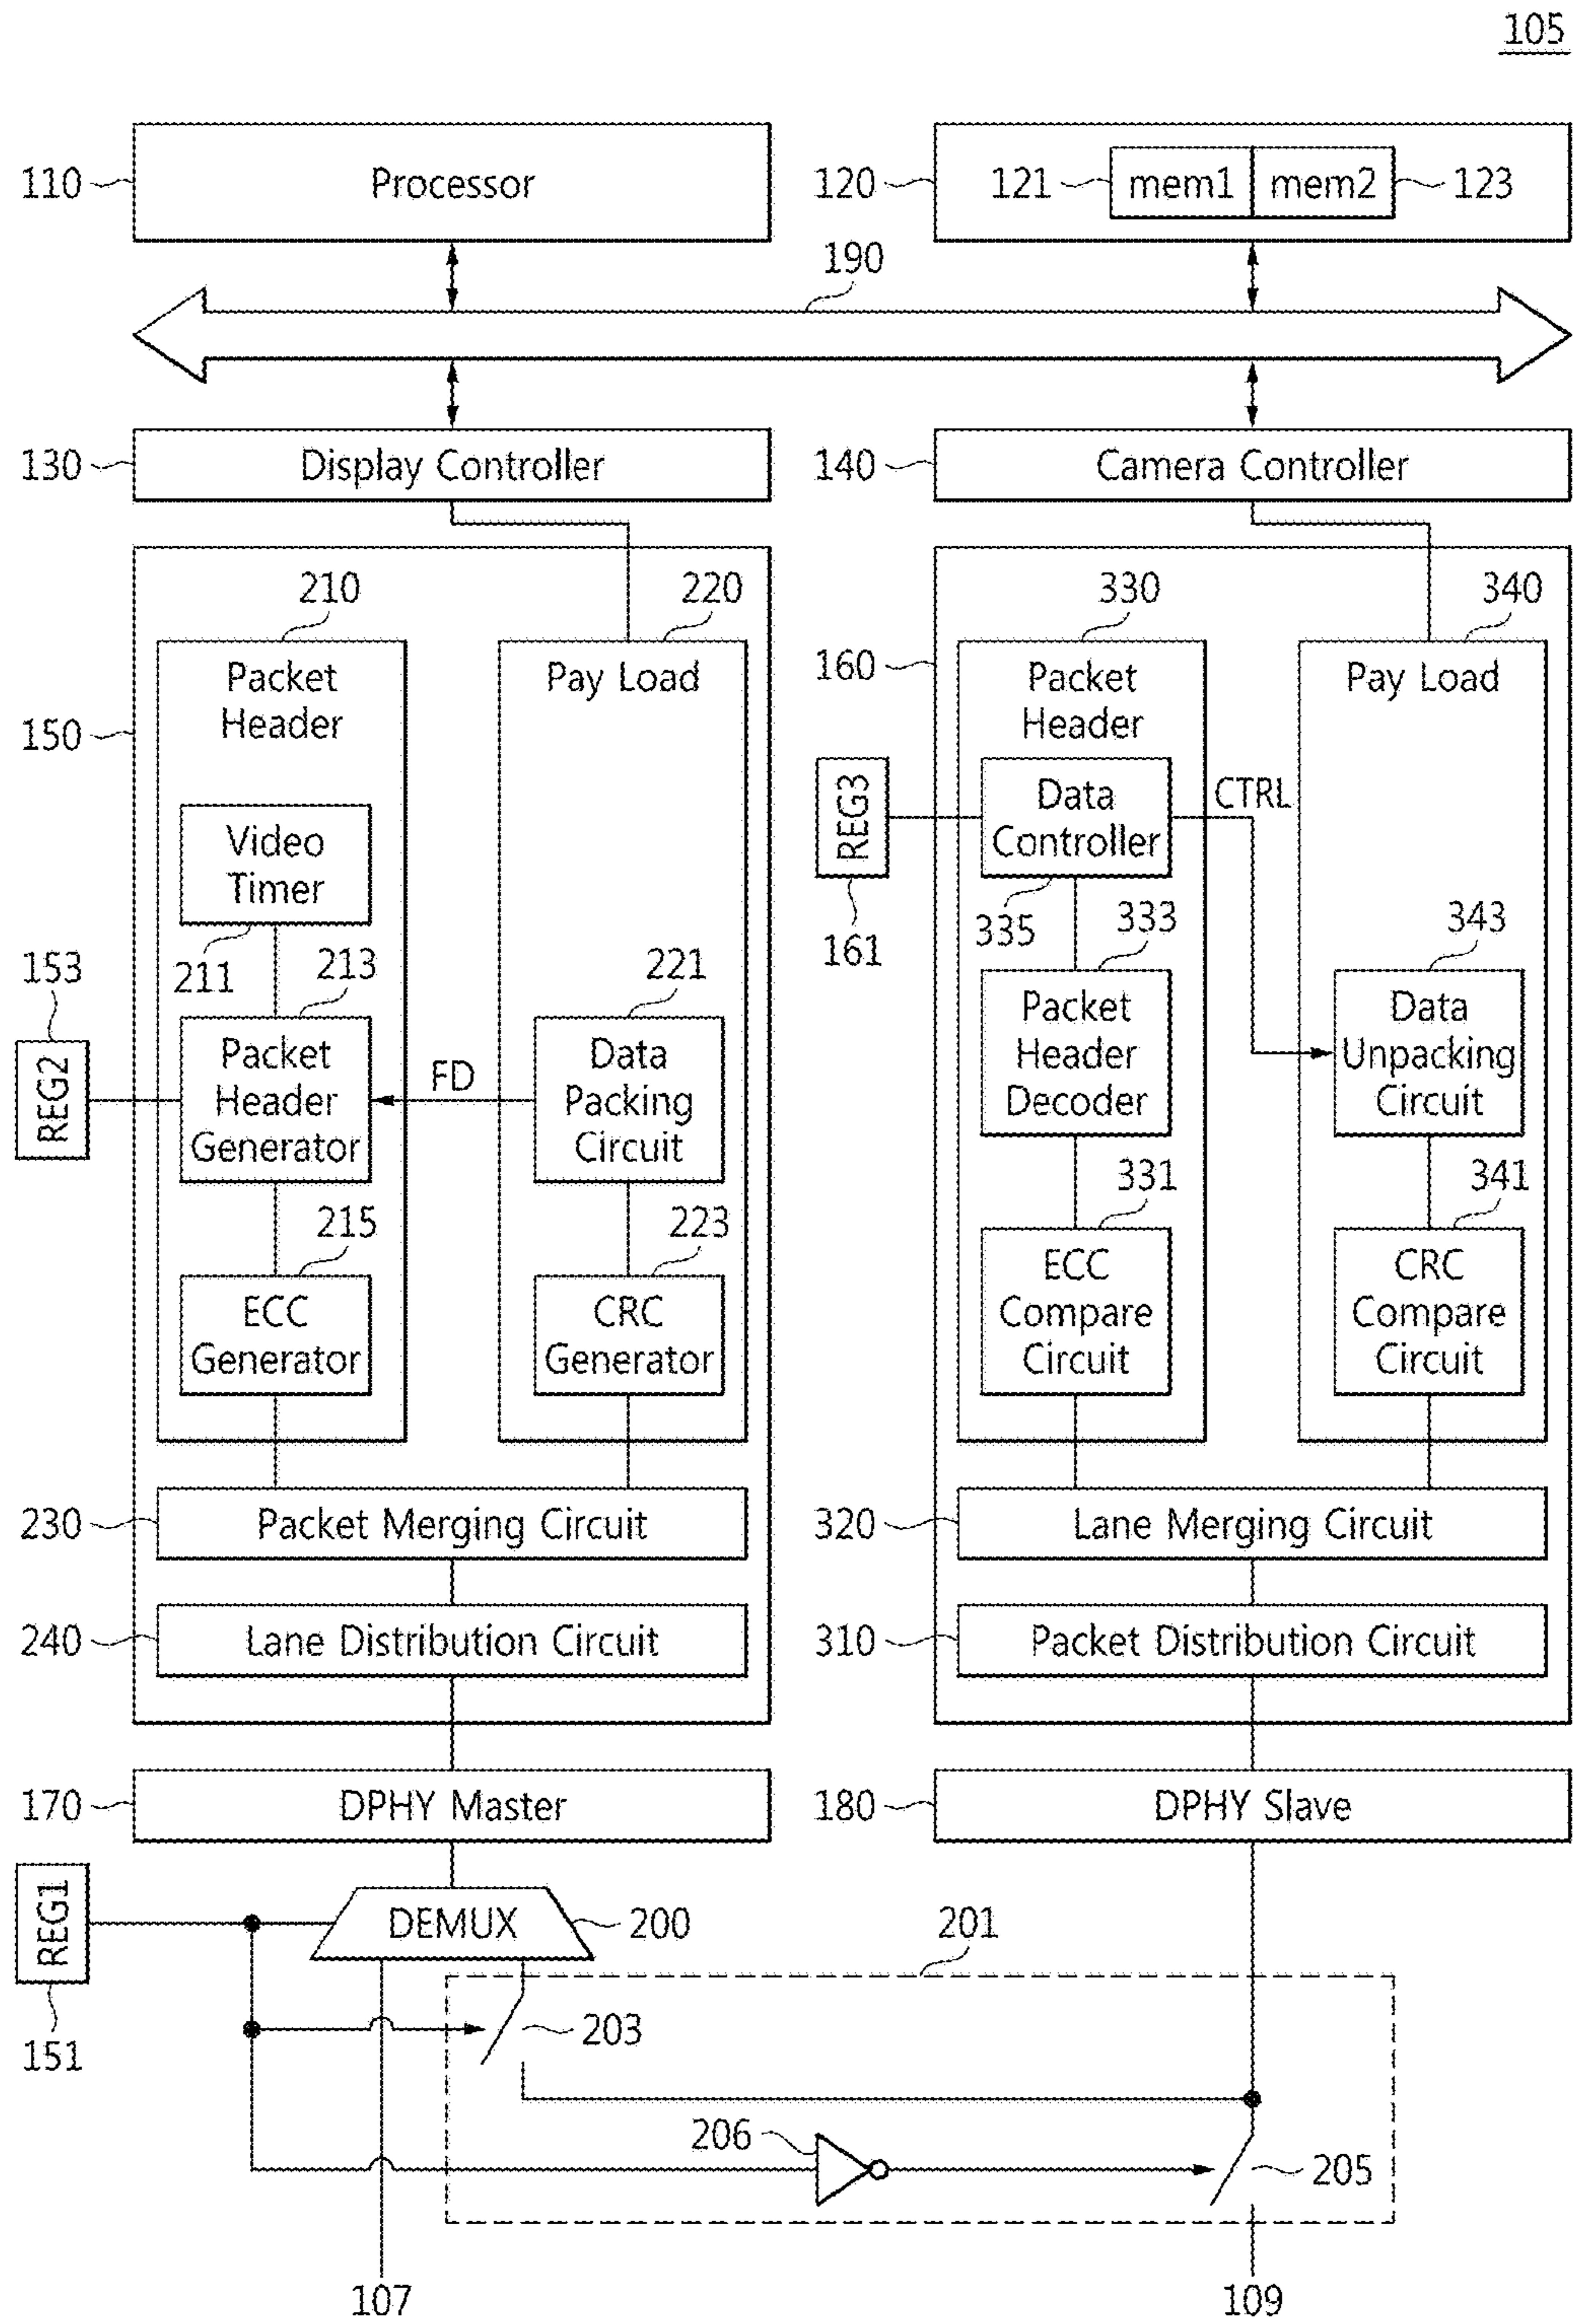 105
110
Processor
120
121
mem1
mem2
123
190
130
Display Controller
140
Camera Controller
210
220
330
340
Packet
Header
Pay Load
Packet
Header
Pay Load
150
160
Video
Timer
REG3
Data
Controller
CTRL
161
335
333
343
153
211
213
221
REG2
Packet
Header
Generator
FD
Data
Packing
Circuit
Packet
Header
Decoder
Data
Unpacking
Circuit
215
223
331
341
ECC
Generator
CRC
Generator
ECC
Compare
Circuit
CRC
Compare
Circuit
230
Packet Merging Circuit
320
Lane Merging Circuit
240
Lane Distribution Circuit
310
Packet Distribution Circuit
170
DPHY Master
180
DPHY Slave
REG1
DEMUX
200
201
151
203
206
205
107
109